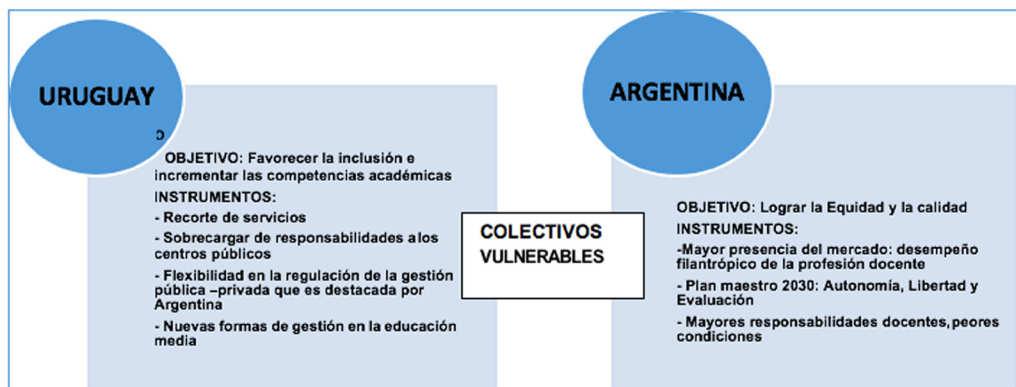 URUGUAY
O
OBJETIVO: Favorecer la inclusión e
incrementar las competencias académicas
INSTRUMENTOS:
- Recorte de servicios
- Sobrecargar de responsabilidades a los
centros públicos
- Flexibilidad en la regulación de la gestión
pública –privada que es destacada por
Argentina
- Nuevas formas de gestión en la educación
media
COLECTIVOS
VULNERABLES
ARGENTINA
OBJETIVO: Lograr la Equidad y la calidad
INSTRUMENTOS:
-Mayor presencia del mercado: desempeño
filantrópico de la profesión docente
- Plan maestro 2030: Autonomía, Libertad y
Evaluación
- Mayores responsabilidades docentes, peores
condiciones